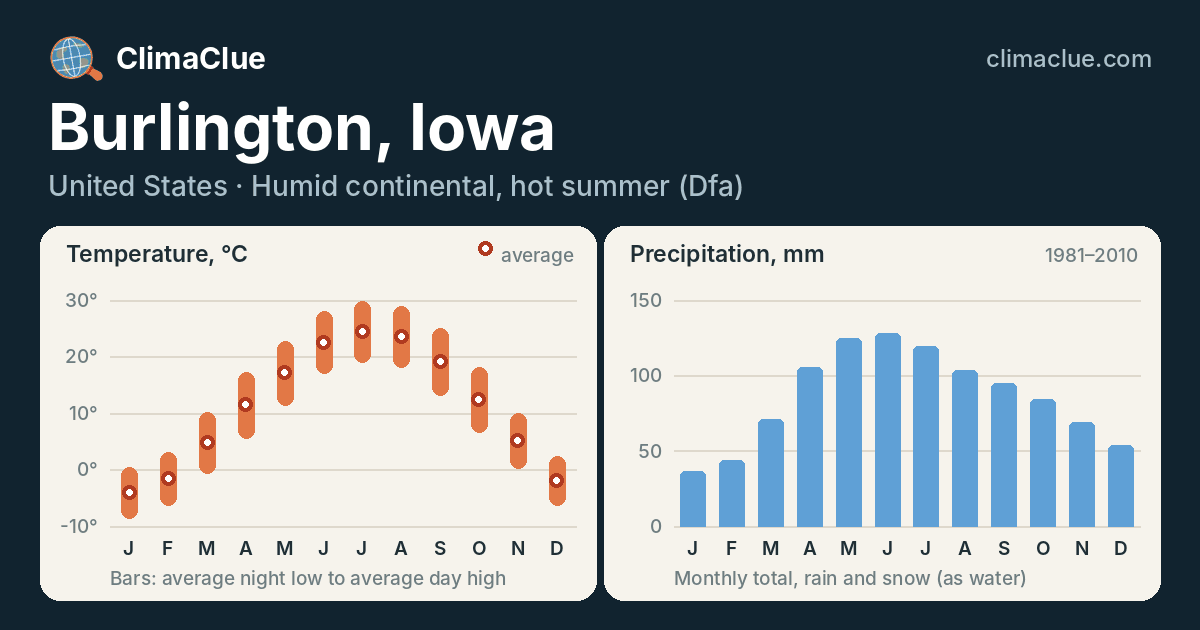 ClimaClue
climaclue.com
Burlington, Iowa
United States · Humid continental, hot summer (Dfa)
Temperature, °C
average
30°
20°
10°
0°
-10°
J F M A M J J A S O N D
Bars: average night low to average day high
Precipitation, mm
1981–2010
150
100
50
0
J F M A M J J A S O N D
Monthly total, rain and snow (as water)